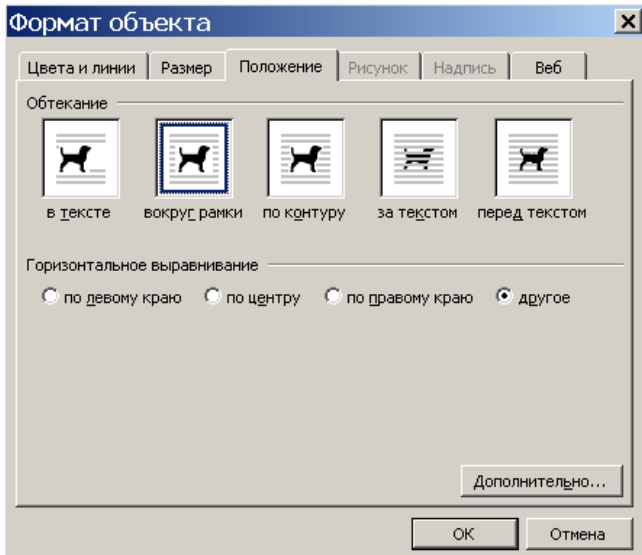 Формат объекта
Цвета и линии Размер Положение Рисунок Надпись Веб
Обтекание
в тексте вокруг рамки по контуру за текстом перед текстом
Горизонтальное выравнивание
по левому краю по центру по правому краю другое
Дополнительно...
ОК Отмена